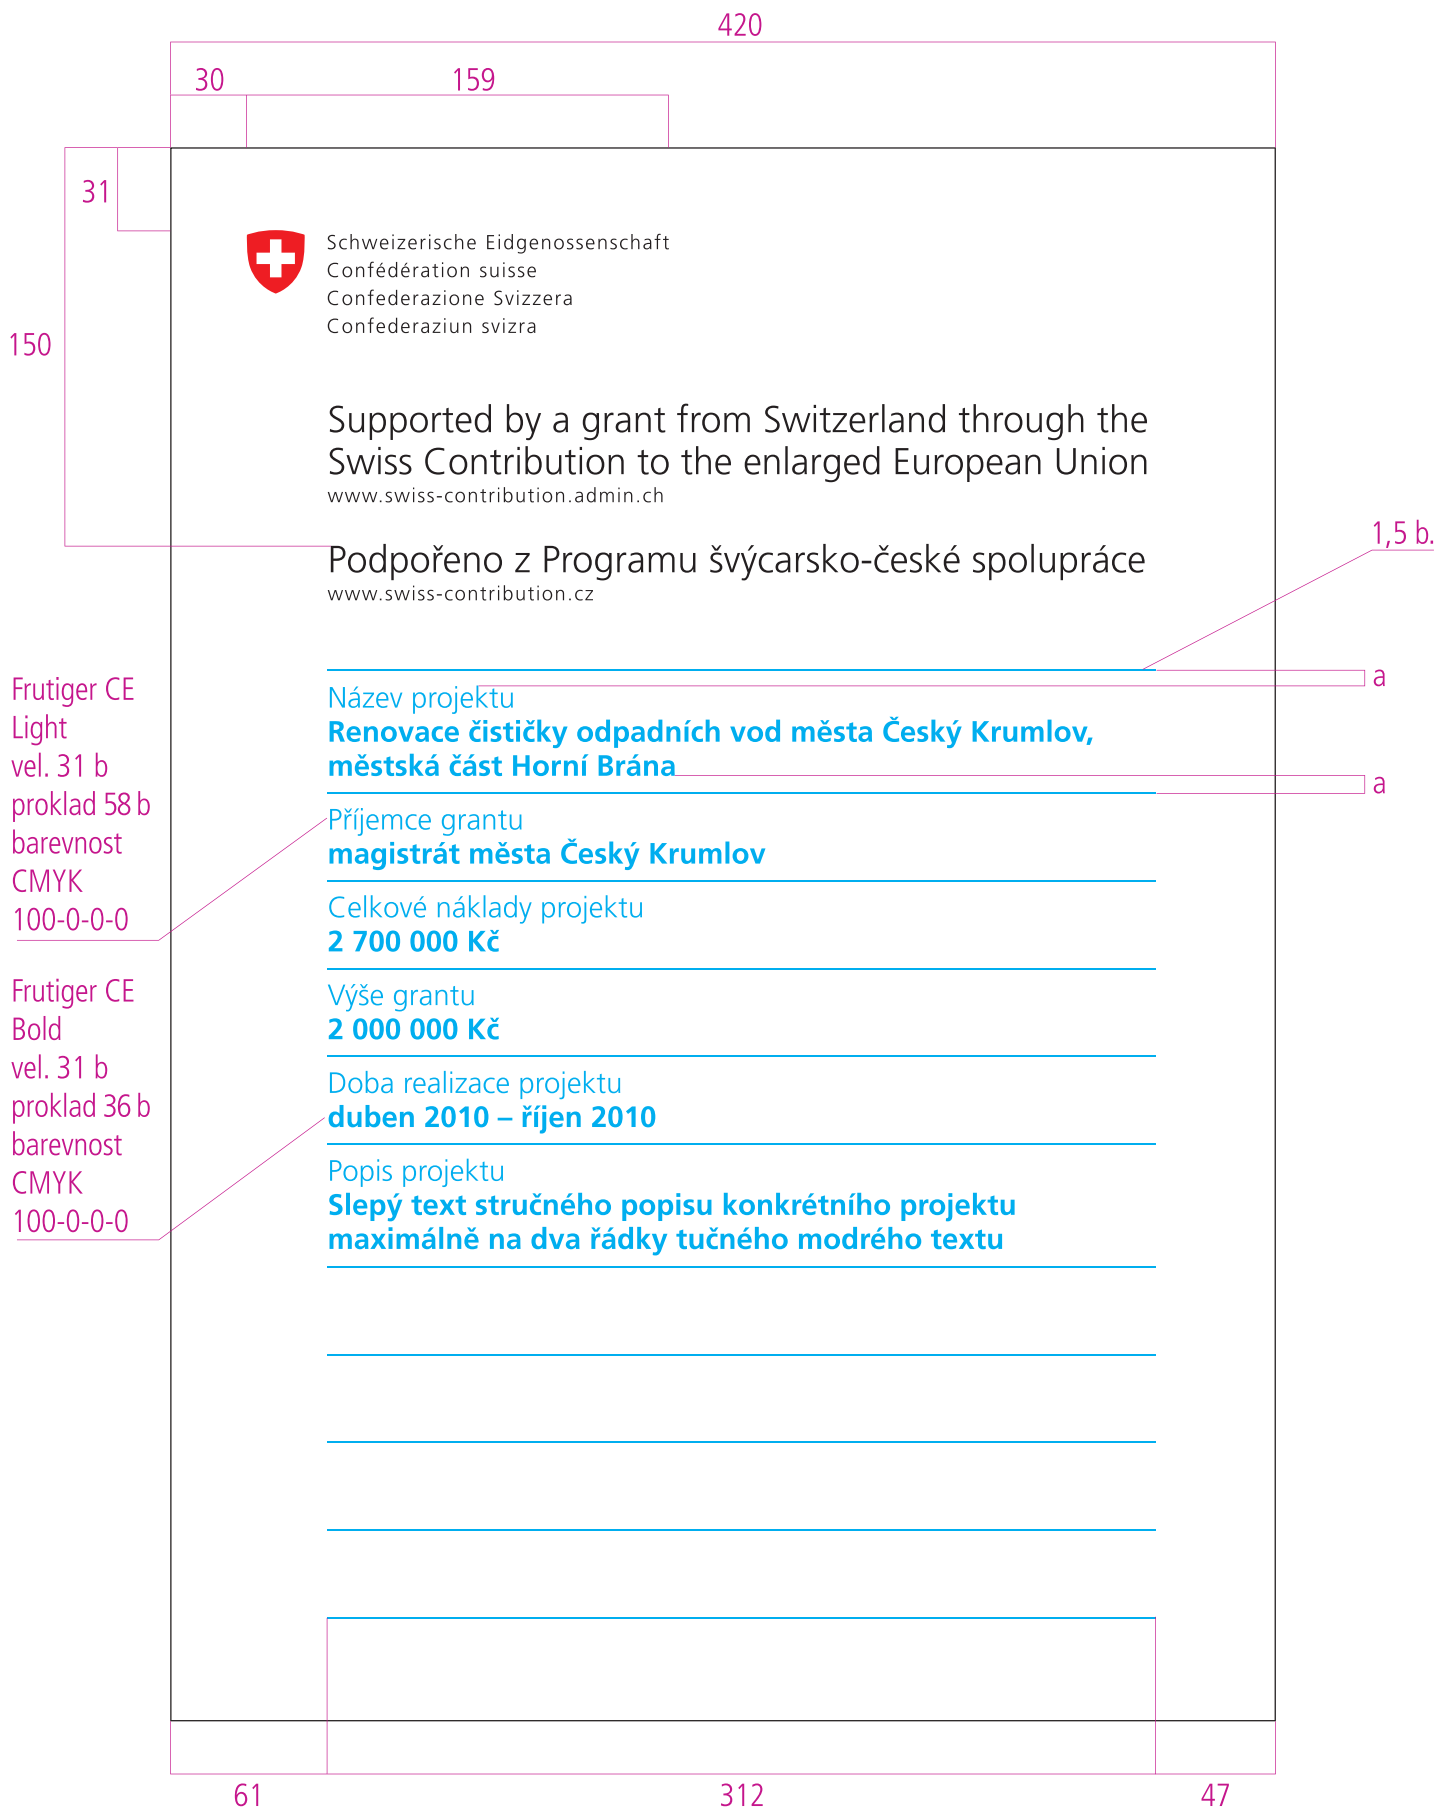 420
30
159
31
150
Schweizerische Eidgenossenschaft
Confédération suisse
Confederazione Svizzera
Confederaziun svizra
Supported by a grant from Switzerland through the
Swiss Contribution to the enlarged European Union
www.swiss-contribution.admin.ch
Podpořeno z Programu švýcarsko-české spolupráce
www.swiss-contribution.cz
1,5 b.
a
a
Název projektu
Renovace čističky odpadních vod města Český Krumlov,
městská část Horní Brána
Příjemce grantu
magistrát města Český Krumlov
Celkové náklady projektu
2 700 000 Kč
Výše grantu
2 000 000 Kč
Doba realizace projektu
duben 2010 – říjen 2010
Popis projektu
Slepý text stručného popisu konkrétního projektu
maximálně na dva řádky tučného modrého textu
Frutiger CE
Light
vel. 31 b
proklad 58 b
barevnost
CMYK
100-0-0-0
Frutiger CE
Bold
vel. 31 b
proklad 36 b
barevnost
CMYK
100-0-0-0
61
312
47